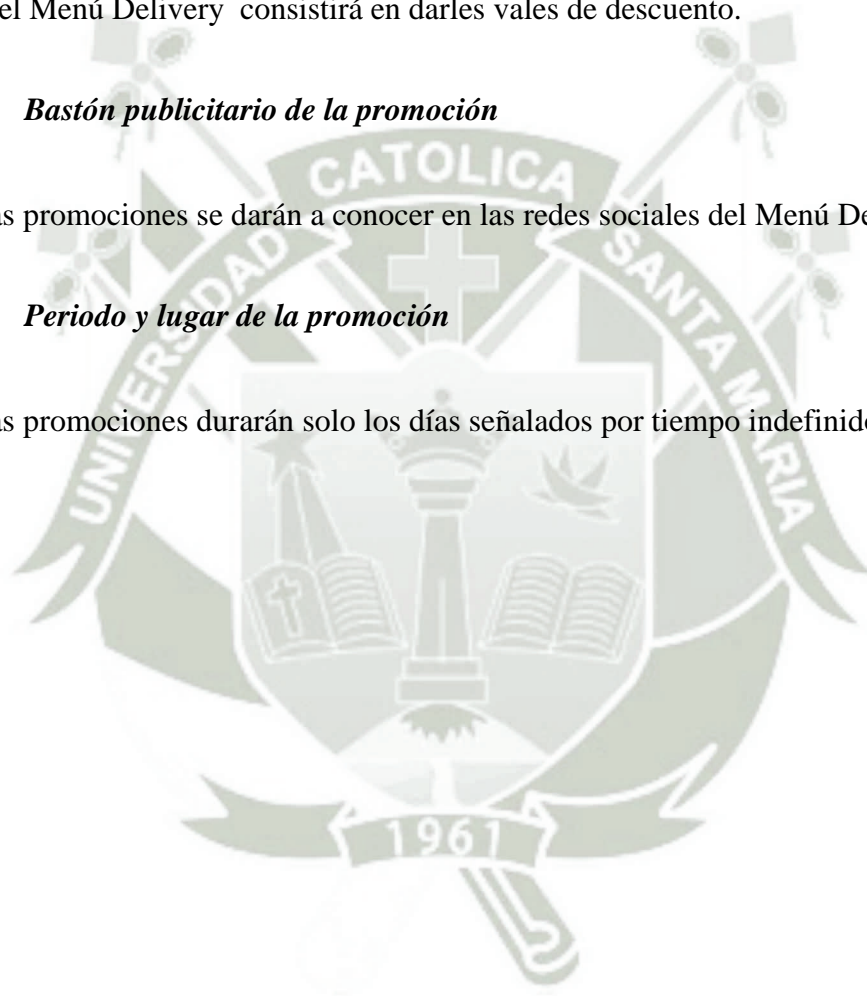 el Menú Delivery consistirá en darles vales de descuento.
Bastón publicitario de la promoción
as promociones se darán a conocer en las redes sociales del Menú De
Periodo y lugar de la promoción
as promociones durarán solo los días señalados por tiempo indefinido
UNIVERSIDAD CATOLICA SANTA MARIA
1961